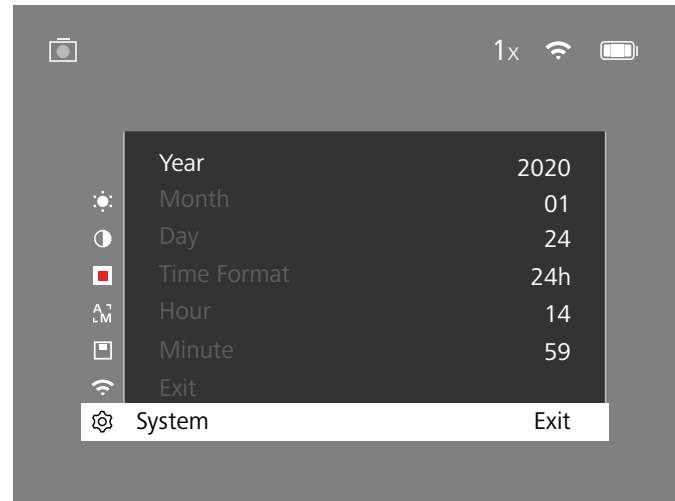 1x
Year 2020
Month 01
Day 24
Time Format 24h
Hour 14
Minute 59
Exit
System Exit
A M